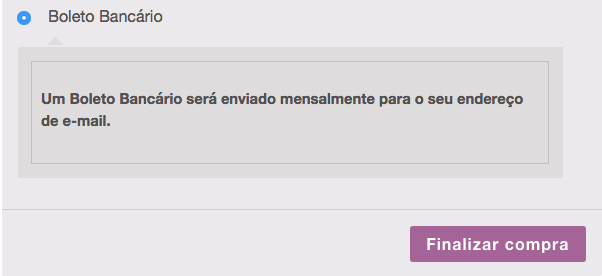 Boleto Bancário
Um Boleto Bancário será enviado mensalmente para o seu endereço
de e-mail.
Finalizar compra